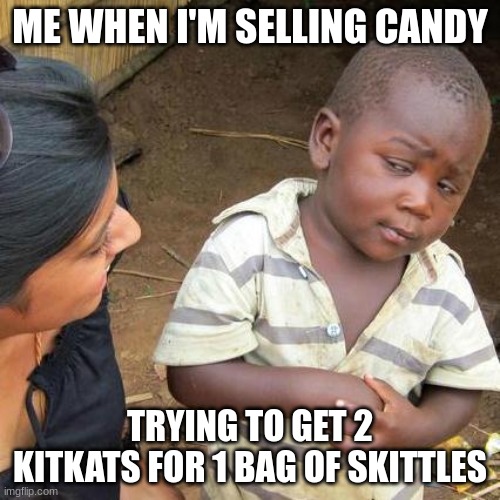 ME WHEN I'M SELLING CANDY
TRYING TO GET 2
KITKATS FOR 1 BAG OF SKITTLES
imgflip.com